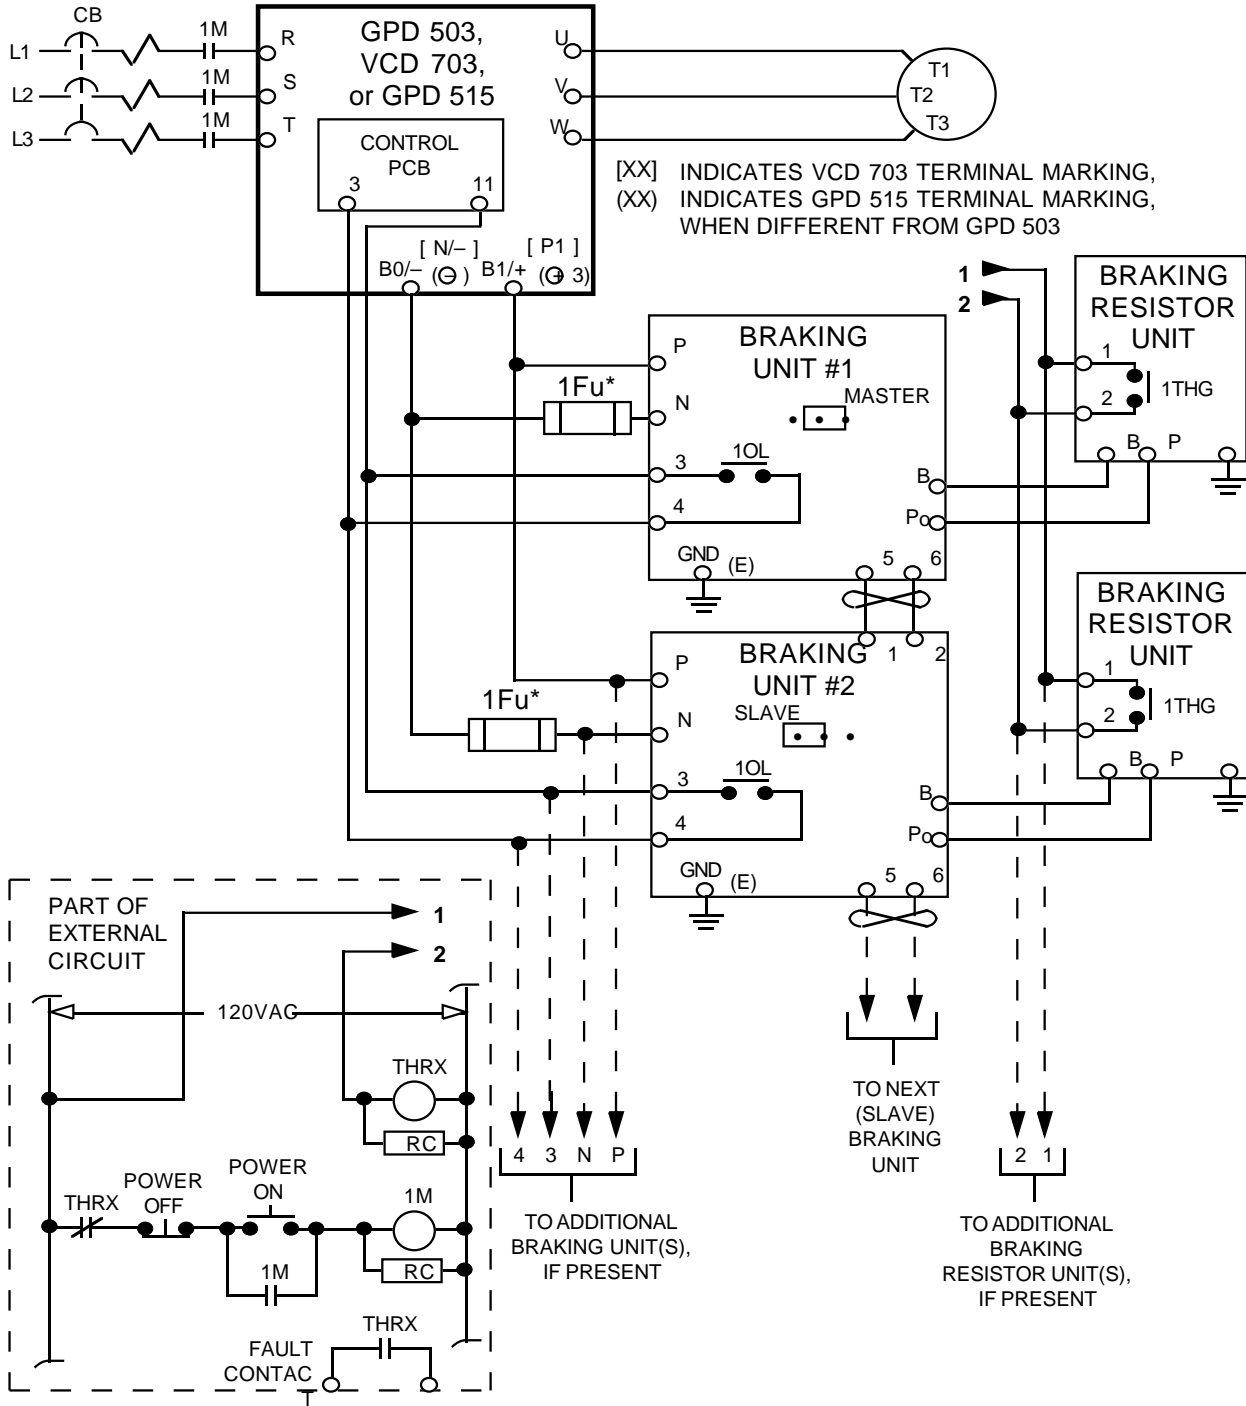 CB
L1
1M
R
L2
1M
S
L3
1M
T
GPD 503,
VCD 703,
or GPD 515
CONTROL
PCB
3
11
U
V
W
T1
T2
T3
[XX] INDICATES VCD 703 TERMINAL MARKING,
(XX) INDICATES GPD 515 TERMINAL MARKING,
WHEN DIFFERENT FROM GPD 503
[ N/– ] [ P1 ]
B0/– (⊖) B1/+ (⊕ 3)
1
2
BRAKING
RESISTOR
UNIT
1
2
1THG
B P
BRAKING
UNIT #1
MASTER
P
N
1Fu*
3
4
1OL
B
Po
GND (E)
5 6
BRAKING
RESISTOR
UNIT
1
2
1THG
B P
BRAKING
UNIT #2
1 2
SLAVE
P
N
1Fu*
3
4
1OL
B
Po
GND (E)
5 6
PART OF
EXTERNAL
CIRCUIT
1
2
120VAC
THRX
RC
THRX
POWER
OFF
POWER
ON
1M
1M
RC
FAULT
CONTAC
T
THRX
4 3 N P
TO ADDITIONAL
BRAKING UNIT(S),
IF PRESENT
TO NEXT
(SLAVE)
BRAKING
UNIT
2 1
TO ADDITIONAL
BRAKING
RESISTOR UNIT(S),
IF PRESENT